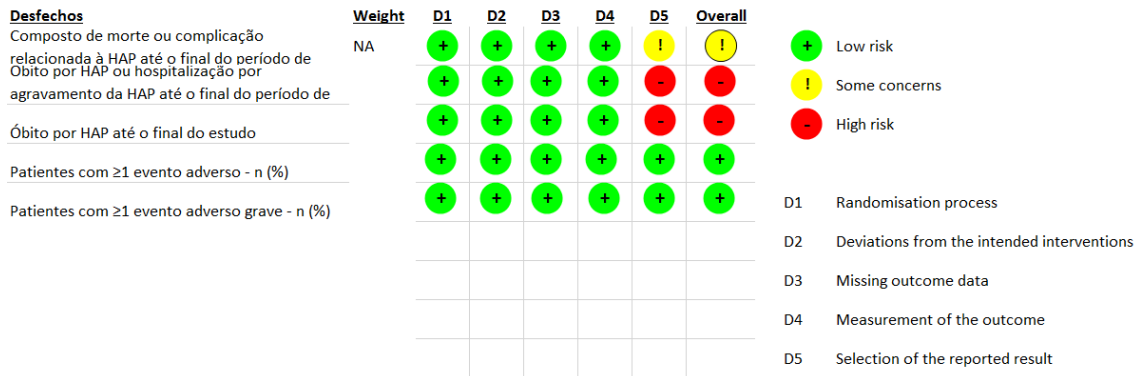 Desfechos Weight D1 D2 D3 D4 D5 Overall
Composto de morte ou complicação
relacionada à HAP até o final do período de
NA + + + + ! !
Óbito por HAP ou hospitalização por
agravamento da HAP até o final do período de
+ + + + - -
Óbito por HAP até o final do estudo
+ + + + - -
Patientes com ≥1 evento adverso - n (%)
+ + + + + +
Patientes com ≥1 evento adverso grave - n (%)
+ + + + + +
+ Low risk
! Some concerns
- High risk
D1 Randomisation process
D2 Deviations from the intended interventions
D3 Missing outcome data
D4 Measurement of the outcome
D5 Selection of the reported result